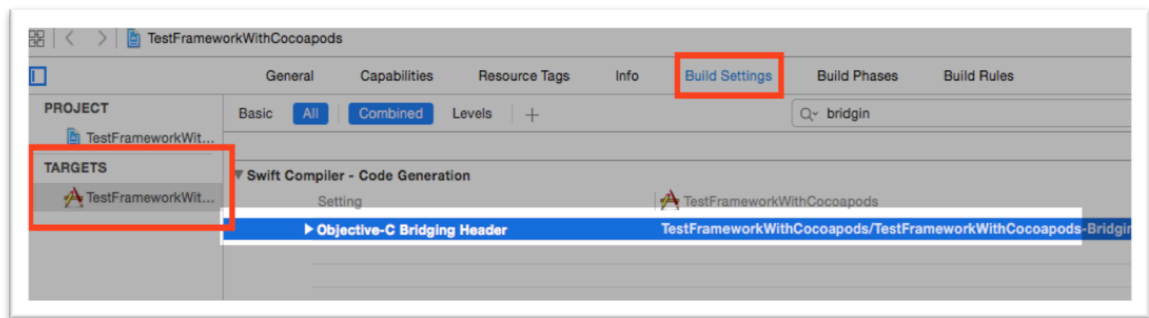 TestFrameworkWithCocoapods
General Capabilities Resource Tags Info Build Settings Build Phases Build Rules
PROJECT
Basic All Combined Levels + bridgin
TestFrameworkWit...
TARGETS
Swift Compiler - Code Generation
TestFrameworkWit...
Setting TestFrameworkWithCocoapods
Objective-C Bridging Header TestFrameworkWithCocoapods/TestFrameworkWithCocoapods-Bridgin